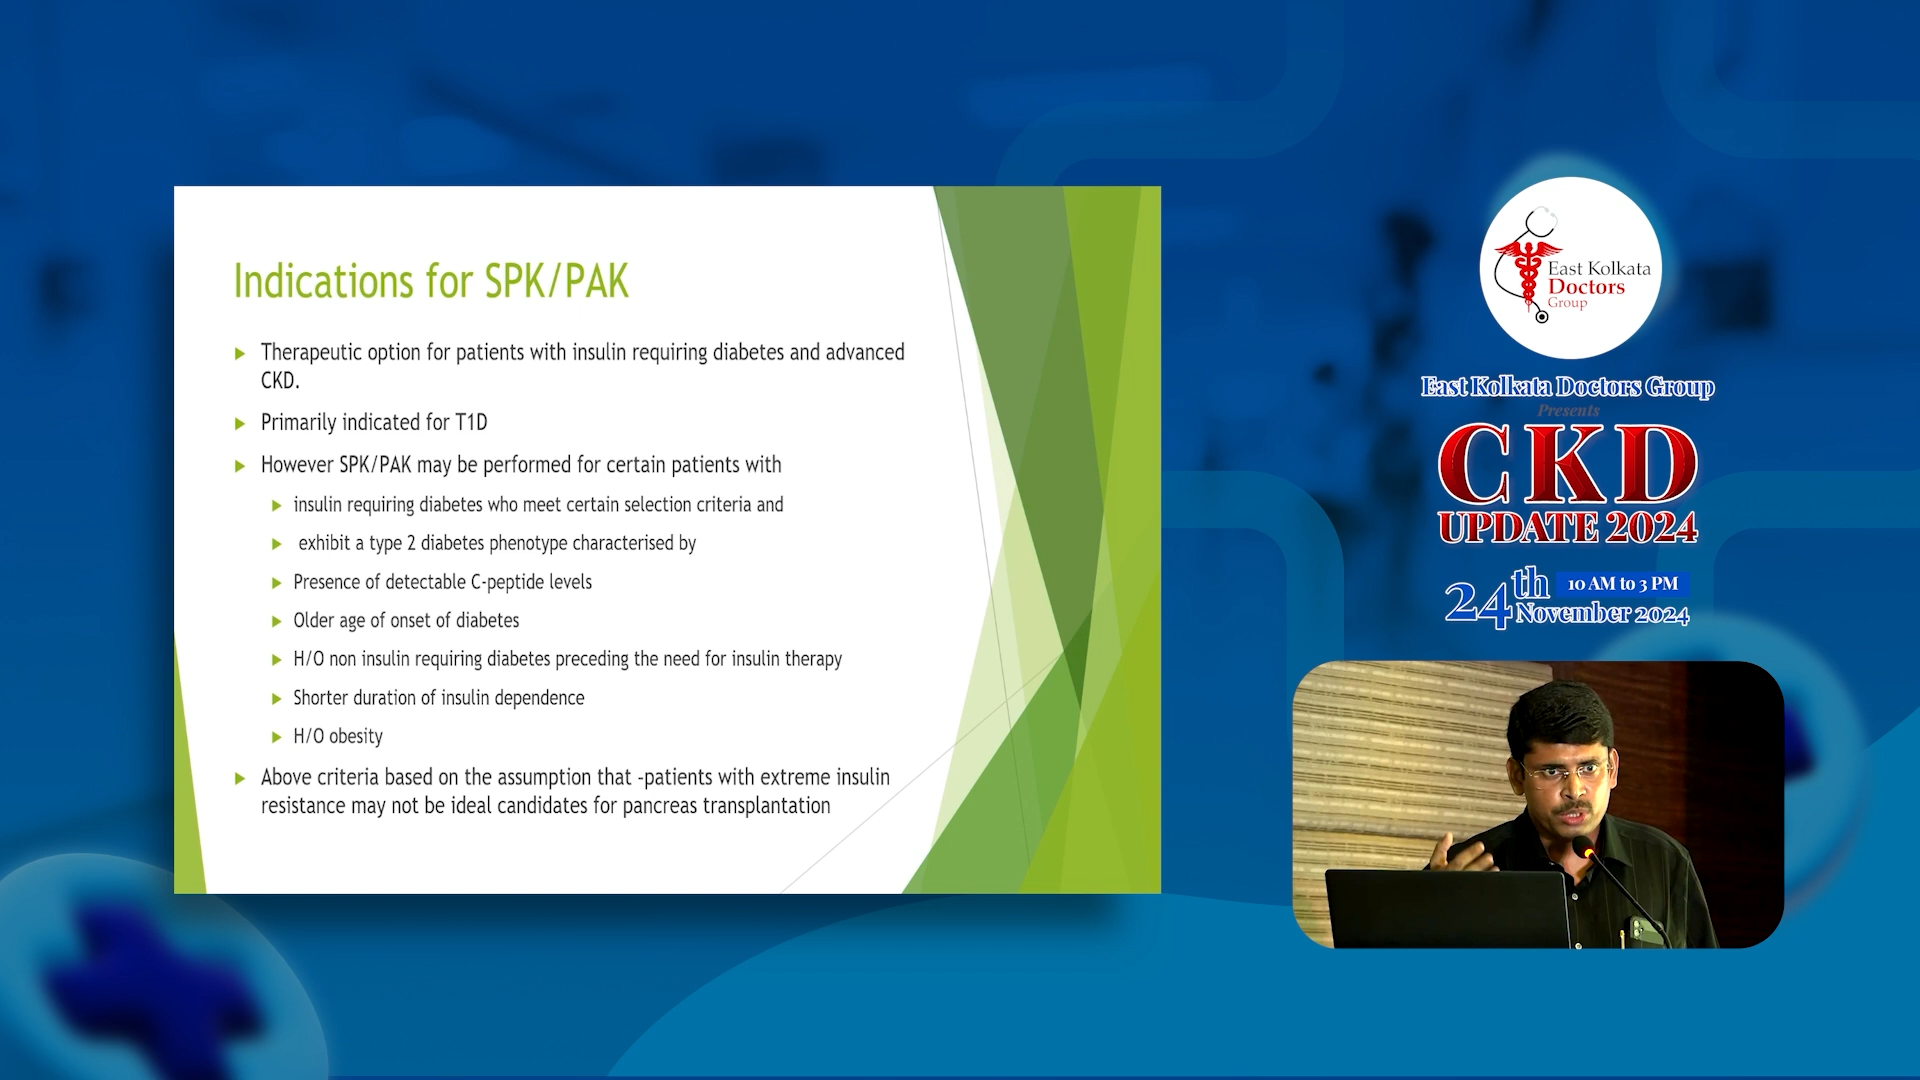 Indications for SPK/PAK
Therapeutic option for patients with insulin requiring diabetes and advanced
CKD.
Primarily indicated for T1D
However SPK/PAK may be performed for certain patients with
insulin requiring diabetes who meet certain selection criteria and
exhibit a type 2 diabetes phenotype characterised by
Presence of detectable C-peptide levels
Older age of onset of diabetes
H/O non insulin requiring diabetes preceding the need for insulin therapy
Shorter duration of insulin dependence
H/O obesity
Above criteria based on the assumption that -patients with extreme insulin
resistance may not be ideal candidates for pancreas transplantation
East Kolkata
Doctors
Group
East Kolkata Doctors Group
Presents
CKD
UPDATE 2024
24th
10 AM to 3 PM
November 2024